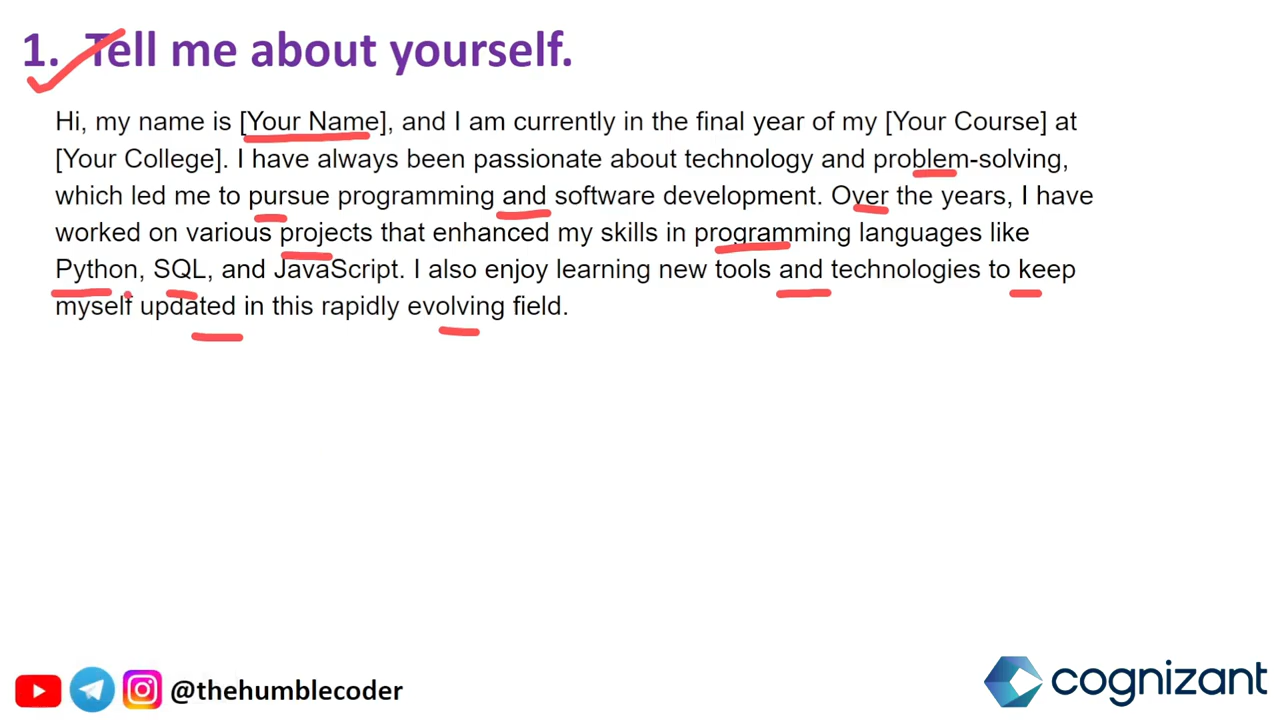 1. Tell me about yourself.
Hi, my name is [Your Name], and I am currently in the final year of my [Your Course] at
[Your College]. I have always been passionate about technology and problem-solving,
which led me to pursue programming and software development. Over the years, I have
worked on various projects that enhanced my skills in programming languages like
Python, SQL, and JavaScript. I also enjoy learning new tools and technologies to keep
myself updated in this rapidly evolving field.
@thehumblecoder
cognizant